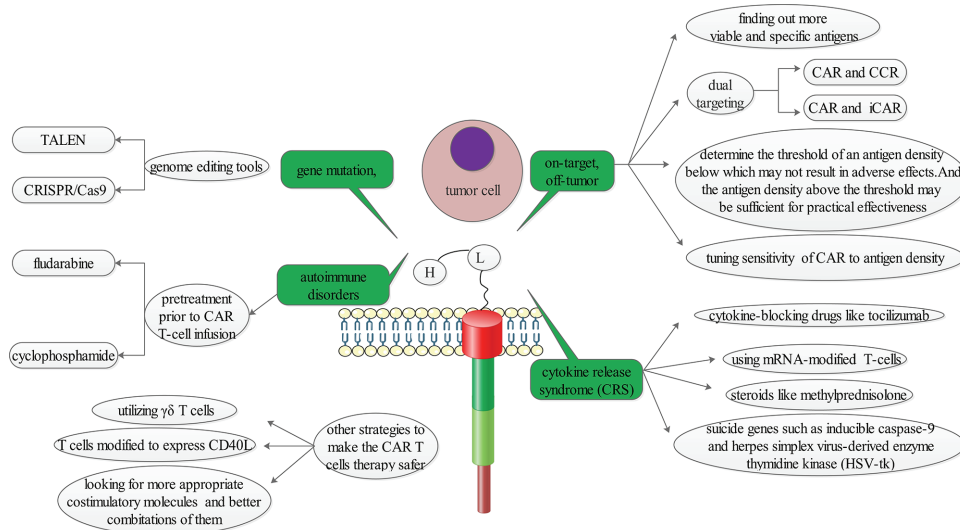 finding out more
viable and specific antigens
dual
targeting
CAR and CCR
CAR and iCAR
determine the threshold of an antigen density
below which may not result in adverse effects.And
the antigen density above the threshold may
be sufficient for practical effectiveness
tuning sensitivity of CAR to antigen density
on-target,
off-tumor
tumor cell
gene mutation,
genome editing tools
TALEN
CRISPR/Cas9
autoimmune
disorders
pretreatment
prior to CAR
T-cell infusion
fludarabine
cyclophosphamide
H
L
cytokine release
syndrome (CRS)
cytokine-blocking drugs like tocilizumab
using mRNA-modified T-cells
steroids like methylprednisolone
suicide genes such as inducible caspase-9
and herpes simplex virus-derived enzyme
thymidine kinase (HSV-tk)
other strategies to
make the CAR T
cells therapy safer
utilizing γδ T cells
T cells modified to express CD40L
looking for more appropriate
costimulatory molecules and better
combitations of them